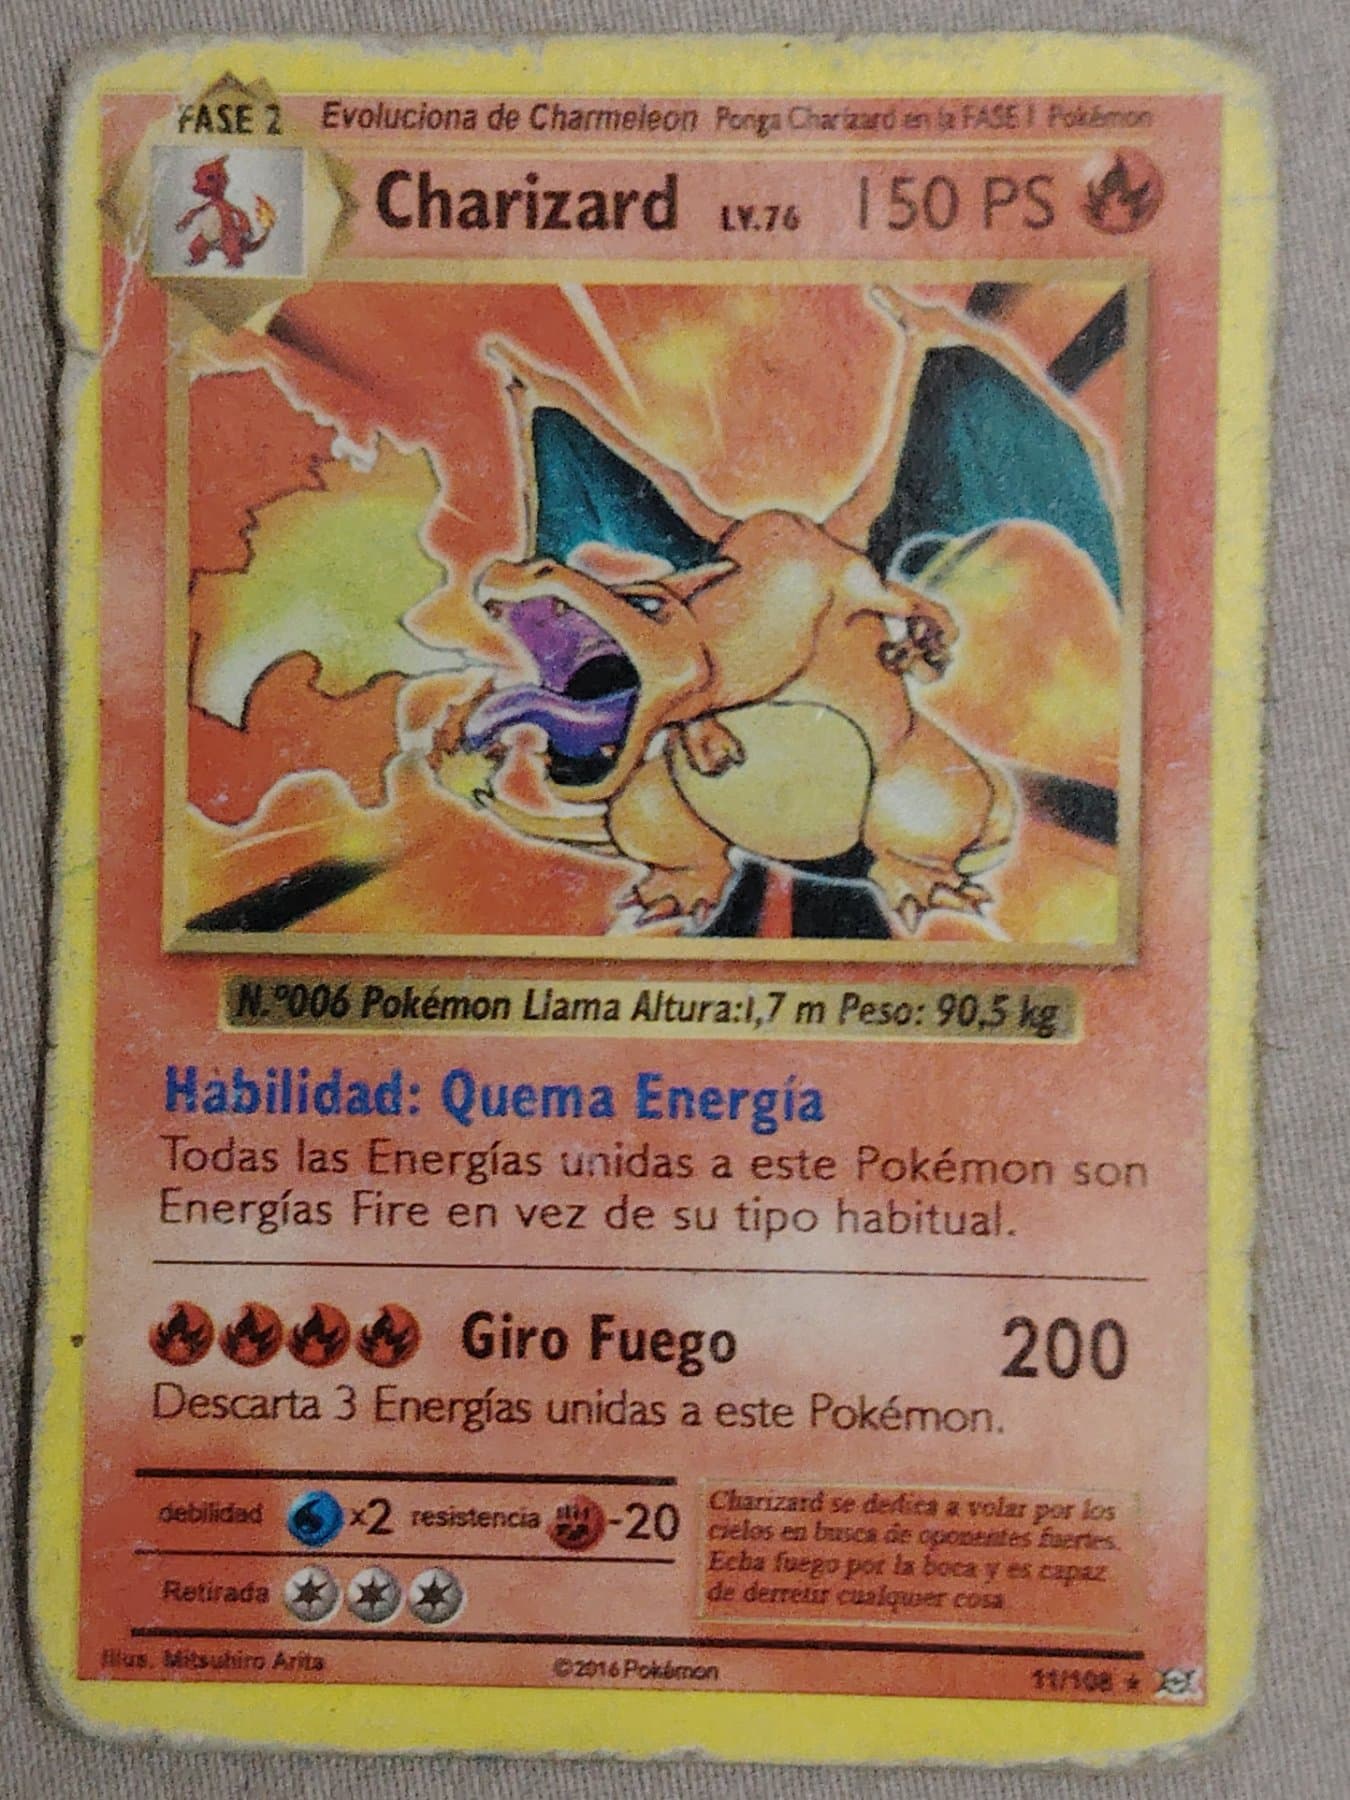 FASE 2 Evoluciona de Charmeleon Ponga Charizard en la FASE 1 Pokémon
Charizard LV.76 150 PS
N.º006 Pokémon Llama Altura:1,7 m Peso: 90,5 kg
Habilidad: Quema Energía
Todas las Energías unidas a este Pokémon son
Energías Fire en vez de su tipo habitual.
Giro Fuego 200
Descarta 3 Energías unidas a este Pokémon.
debilidad x2 resistencia -20
Retirada
Charizard se dedica a volar por los
cielos en busca de oponentes fuertes.
Echa fuego por la boca y es capaz
de derretir cualquier cosa
Illus. Mitsuhiro Arita ©2016 Pokémon 11/108